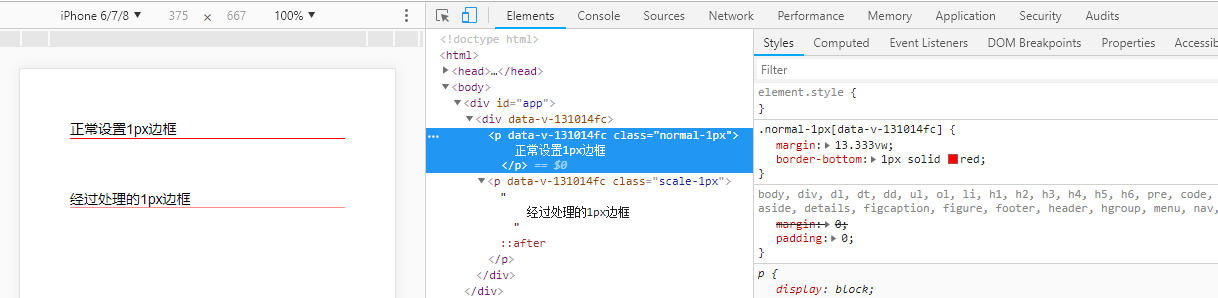 iPhone 6/7/8 ▼ 375 × 667 100% ▼
正常设置1px边框
经过处理的1px边框
Elements Console Sources Network Performance Memory Application Security Audits
<!doctype html>
<html>
<head>…</head>
<body>
<div id="app">
<div data-v-131014fc>
<p data-v-131014fc class="normal-1px">
正常设置1px边框
</p> == $0
<p data-v-131014fc class="scale-1px">
"
经过处理的1px边框
"
::after
</p>
</div>
</div>
Styles Computed Event Listeners DOM Breakpoints Properties Accessib
Filter
element.style {
}
.normal-1px[data-v-131014fc] {
margin: 13.333vw;
border-bottom: 1px solid red;
}
body, div, dl, dt, dd, ul, ol, li, h1, h2, h3, h4, h5, h6, pre, code,
aside, details, figcaption, figure, footer, header, hgroup, menu, nav,
margin: 0;
padding: 0;
}
p {
display: block;